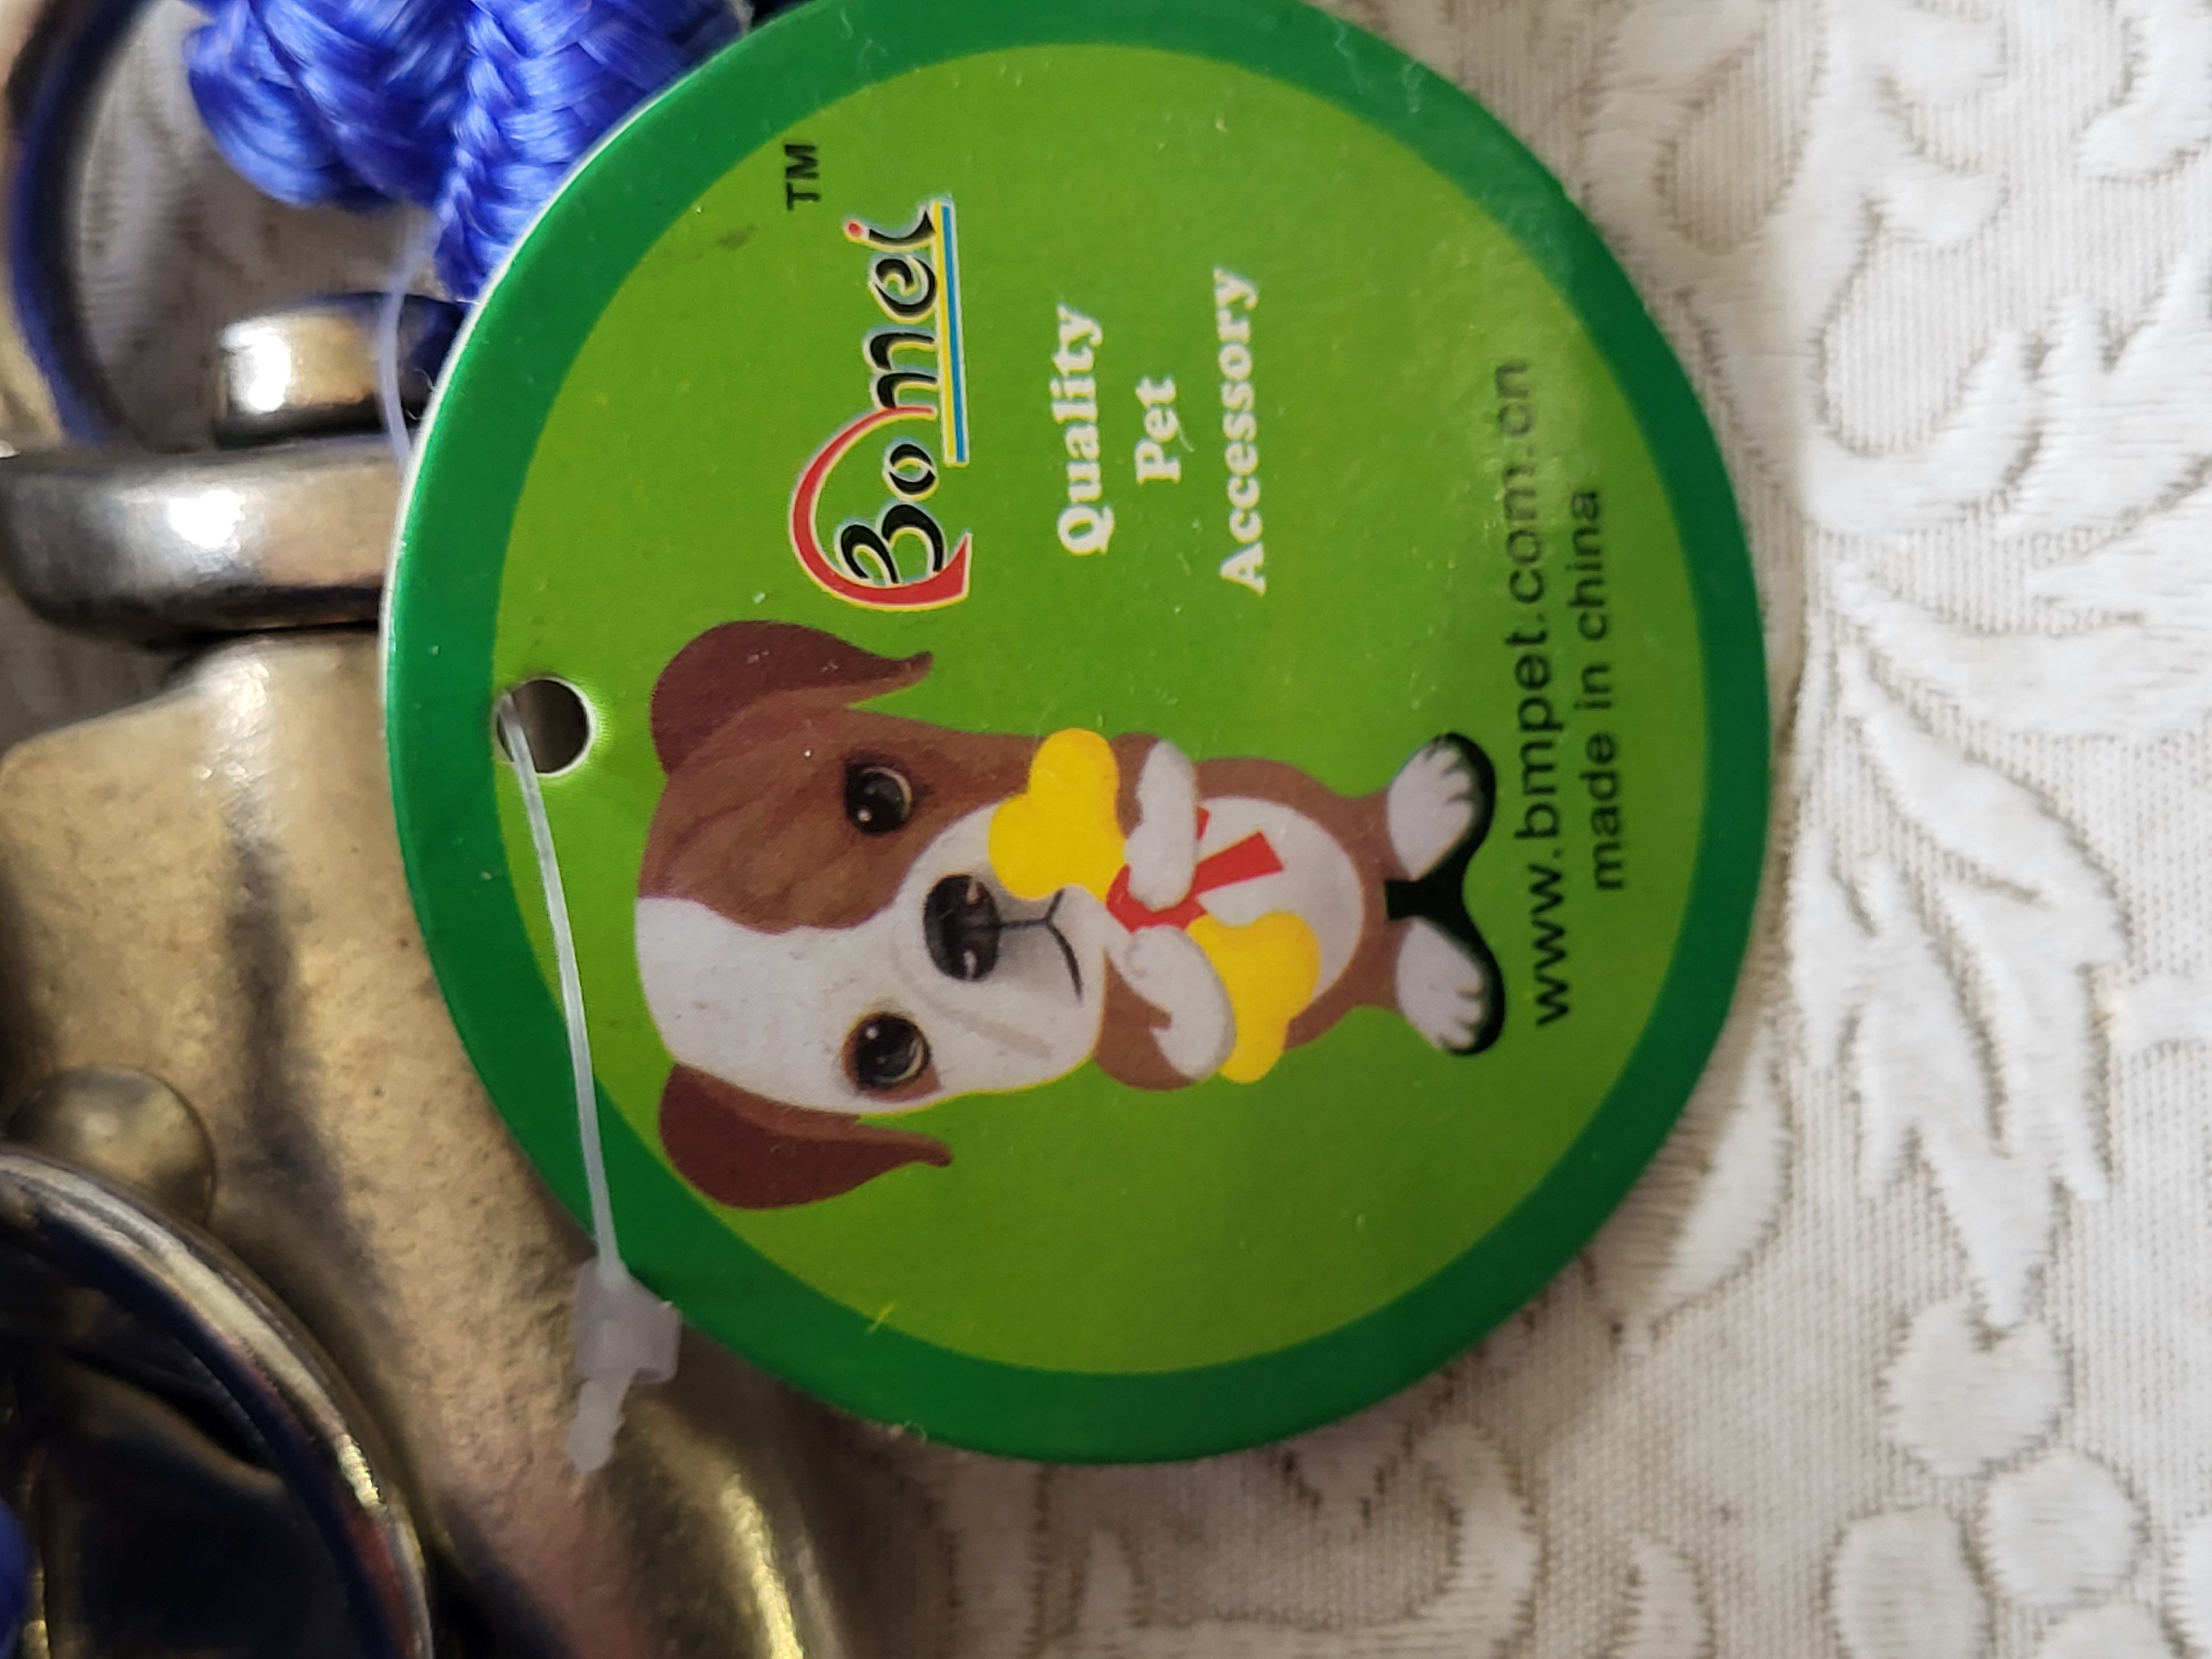 Bomei TM
Quality
Pet
Accessory
www.bmpet.com.cn
made in china